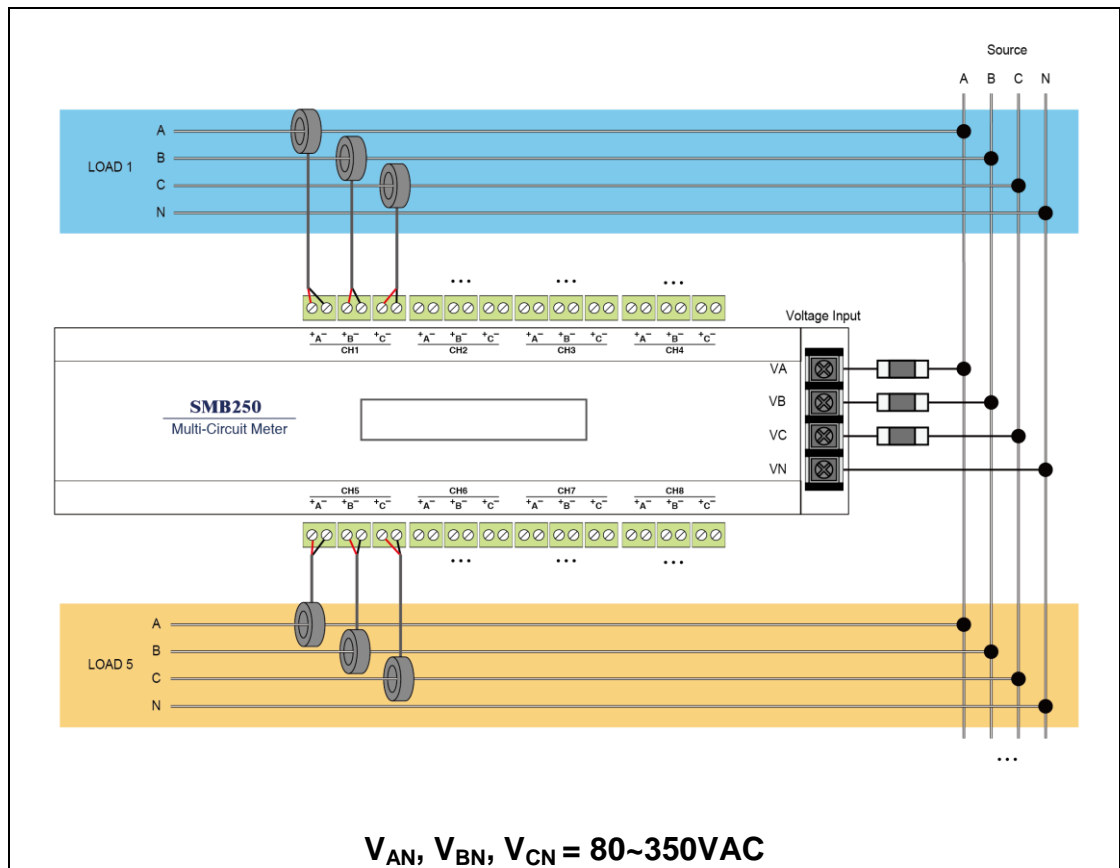 Source
A B C N
A
B
LOAD 1
C
N
... ... ...
+A− +B− +C− +A− +B− +C− +A− +B− +C− +A− +B− +C−
CH1 CH2 CH3 CH4
Voltage Input
VA
VB
VC
VN
SMB250
Multi-Circuit Meter
CH5 CH6 CH7 CH8
+A− +B− +C− +A− +B− +C− +A− +B− +C− +A− +B− +C−
... ... ...
A
B
LOAD 5
C
N
...
VAN, VBN, VCN = 80~350VAC